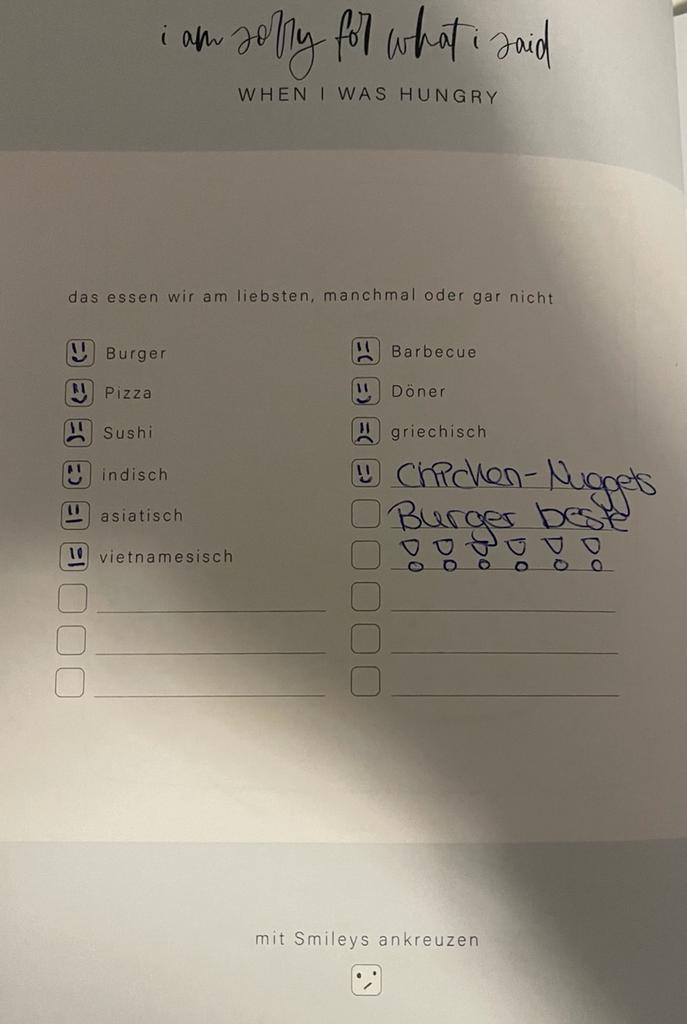 i am sorry for what i said
WHEN I WAS HUNGRY
das essen wir am liebsten, manchmal oder gar nicht
Burger
Pizza
Sushi
indisch
asiatisch
vietnamesisch
Barbecue
Döner
griechisch
Chicken-Nuggets
Burger beste
! ! ! ! ! !
mit Smileys ankreuzen